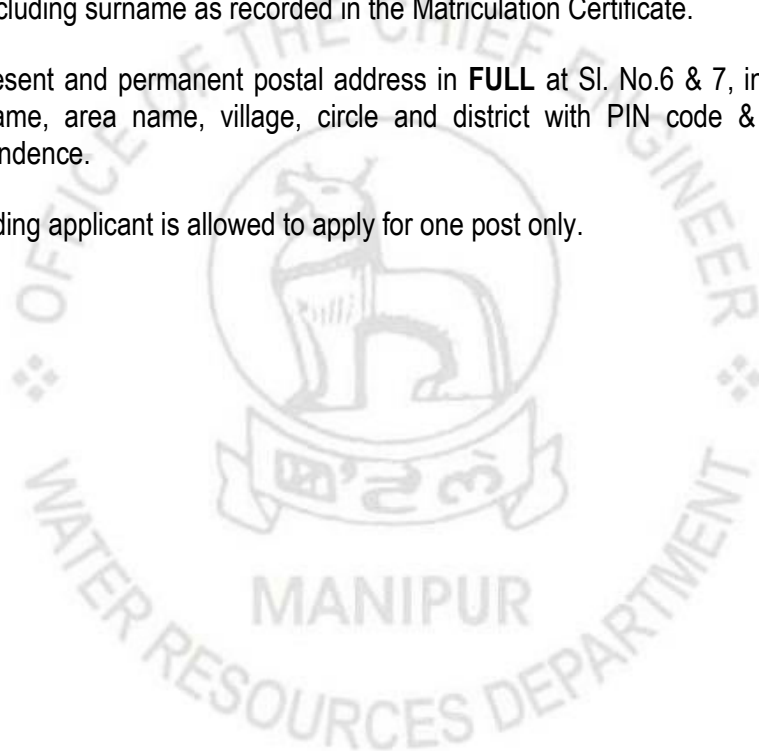 cluding surname as recorded in the Matriculation Certificate.
esent and permanent postal address in FULL at Sl. No.6 & 7, in
ame, area name, village, circle and district with PIN code &
ndence.
ding applicant is allowed to apply for one post only.
OFFICE OF THE CHIEF ENGINEER
MANIPUR
WATER RESOURCES DEPARTMENT